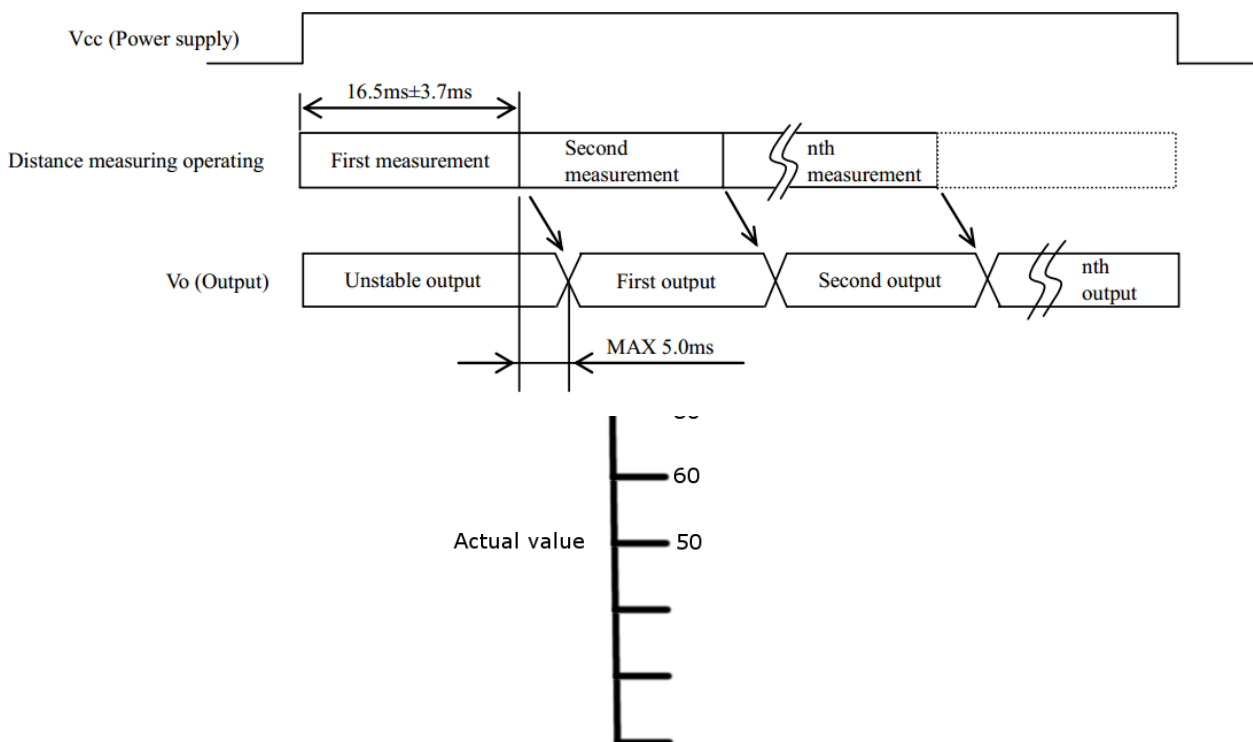 Vcc (Power supply)
16.5ms±3.7ms
Distance measuring operating
First measurement
Second
measurement
nth
measurement
Vo (Output)
Unstable output
First output
Second output
nth
output
MAX 5.0ms
60
Actual value
50